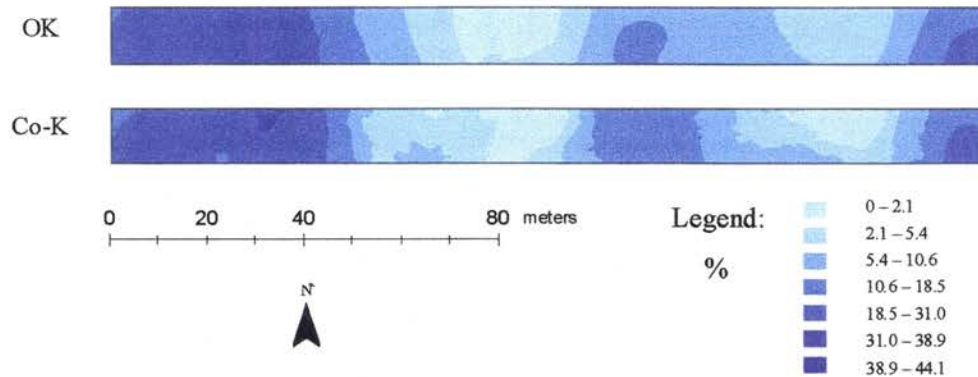 OK
Co-K
0 20 40 80 meters
N
Legend:
%
0 – 2.1
2.1 – 5.4
5.4 – 10.6
10.6 – 18.5
18.5 – 31.0
31.0 – 38.9
38.9 – 44.1